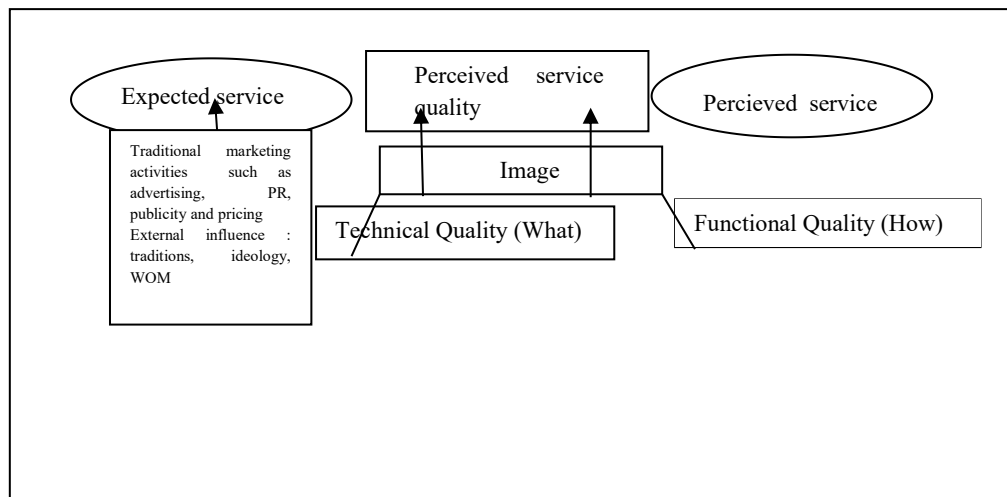 Expected service
Perceived service
quality
Percieved service
Traditional marketing
activities such as
advertising, PR,
publicity and pricing
External influence :
traditions, ideology,
WOM
Image
Technical Quality (What)
Functional Quality (How)